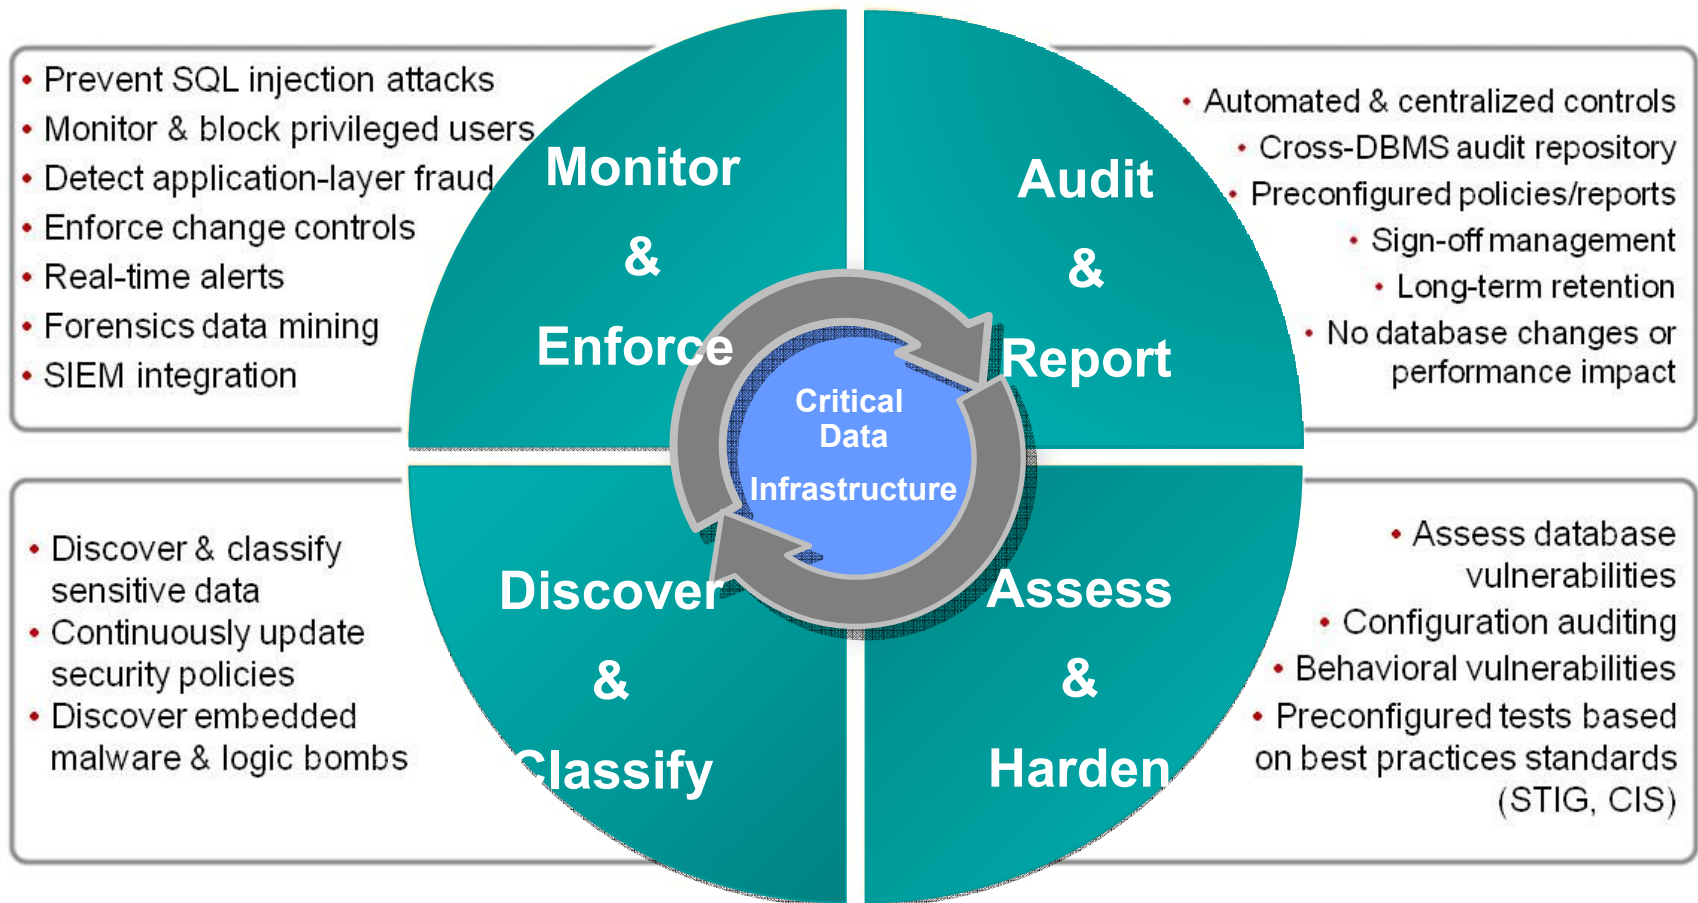 • Prevent SQL injection attacks
• Monitor & block privileged users
• Detect application-layer fraud
• Enforce change controls
• Real-time alerts
• Forensics data mining
• SIEM integration
Monitor
&
Enforce
Audit
&
Report
• Automated & centralized controls
• Cross-DBMS audit repository
• Preconfigured policies/reports
• Sign-off management
• Long-term retention
• No database changes or
performance impact
Critical
Data
Infrastructure
• Discover & classify
sensitive data
• Continuously update
security policies
• Discover embedded
malware & logic bombs
Discover
&
Classify
Assess
&
Harden
• Assess database
vulnerabilities
• Configuration auditing
• Behavioral vulnerabilities
• Preconfigured tests based
on best practices standards
(STIG, CIS)